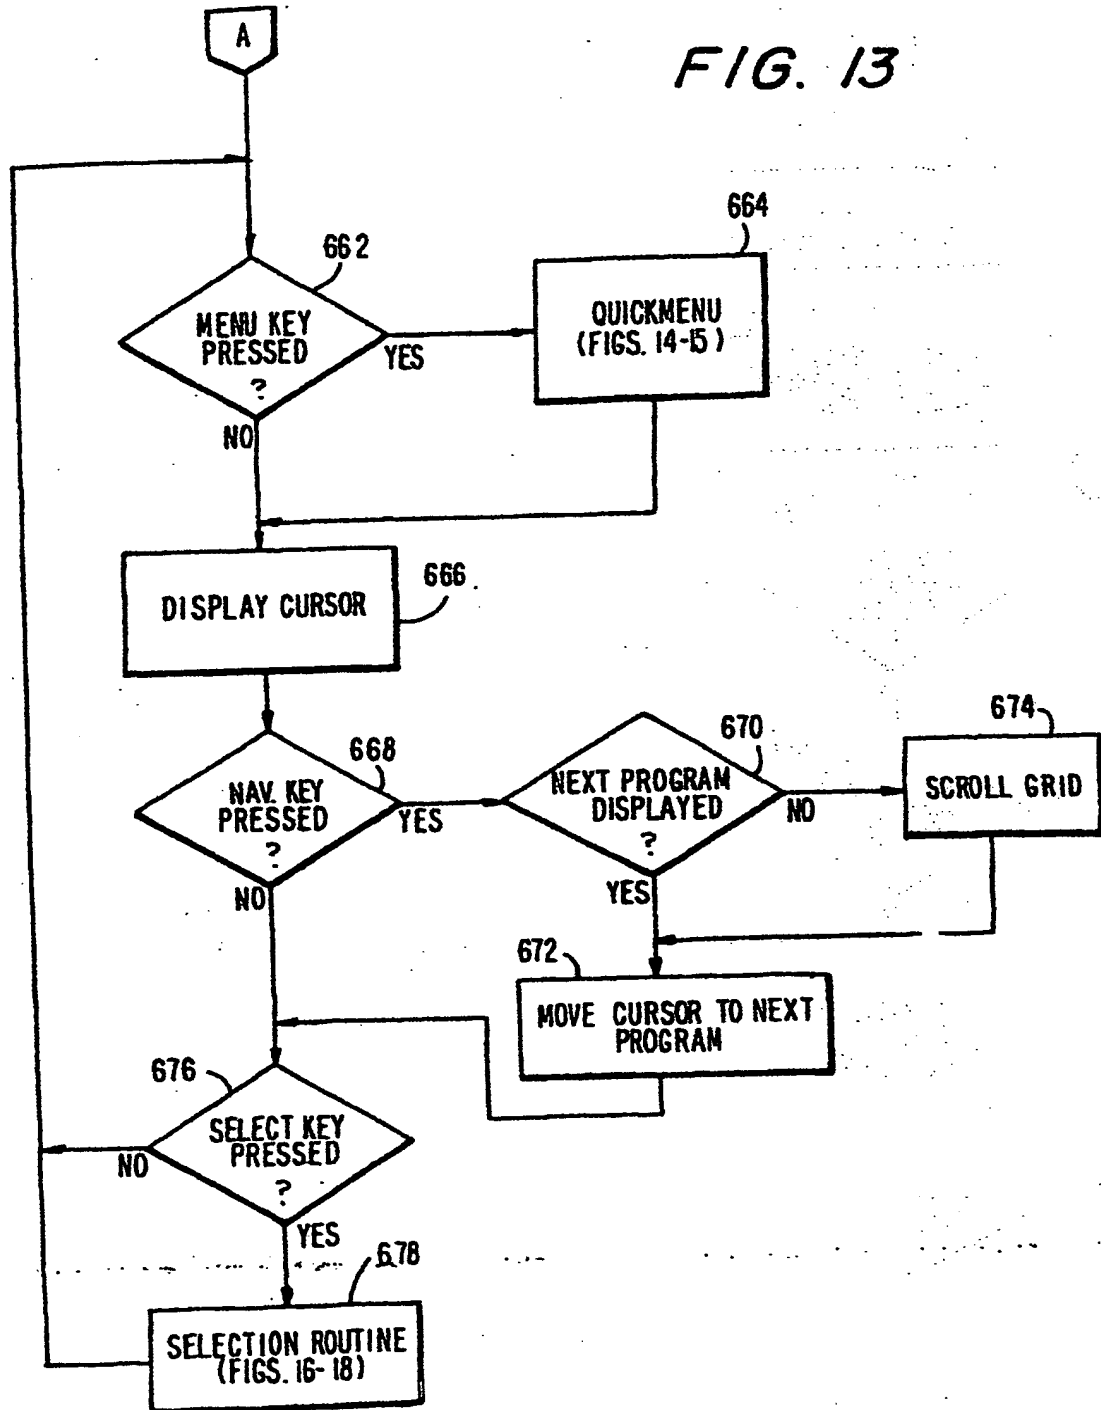 A
FIG. 13
662
664
MENU KEY
PRESSED
?
YES
NO
QUICKMENU
(FIGS. 14-15)
666
DISPLAY CURSOR
668
NAV. KEY
PRESSED
?
YES
NO
670
NEXT PROGRAM
DISPLAYED
?
NO
YES
674
SCROLL GRID
672
MOVE CURSOR TO NEXT
PROGRAM
676
SELECT KEY
PRESSED
?
NO
YES
678
SELECTION ROUTINE
(FIGS. 16-18)